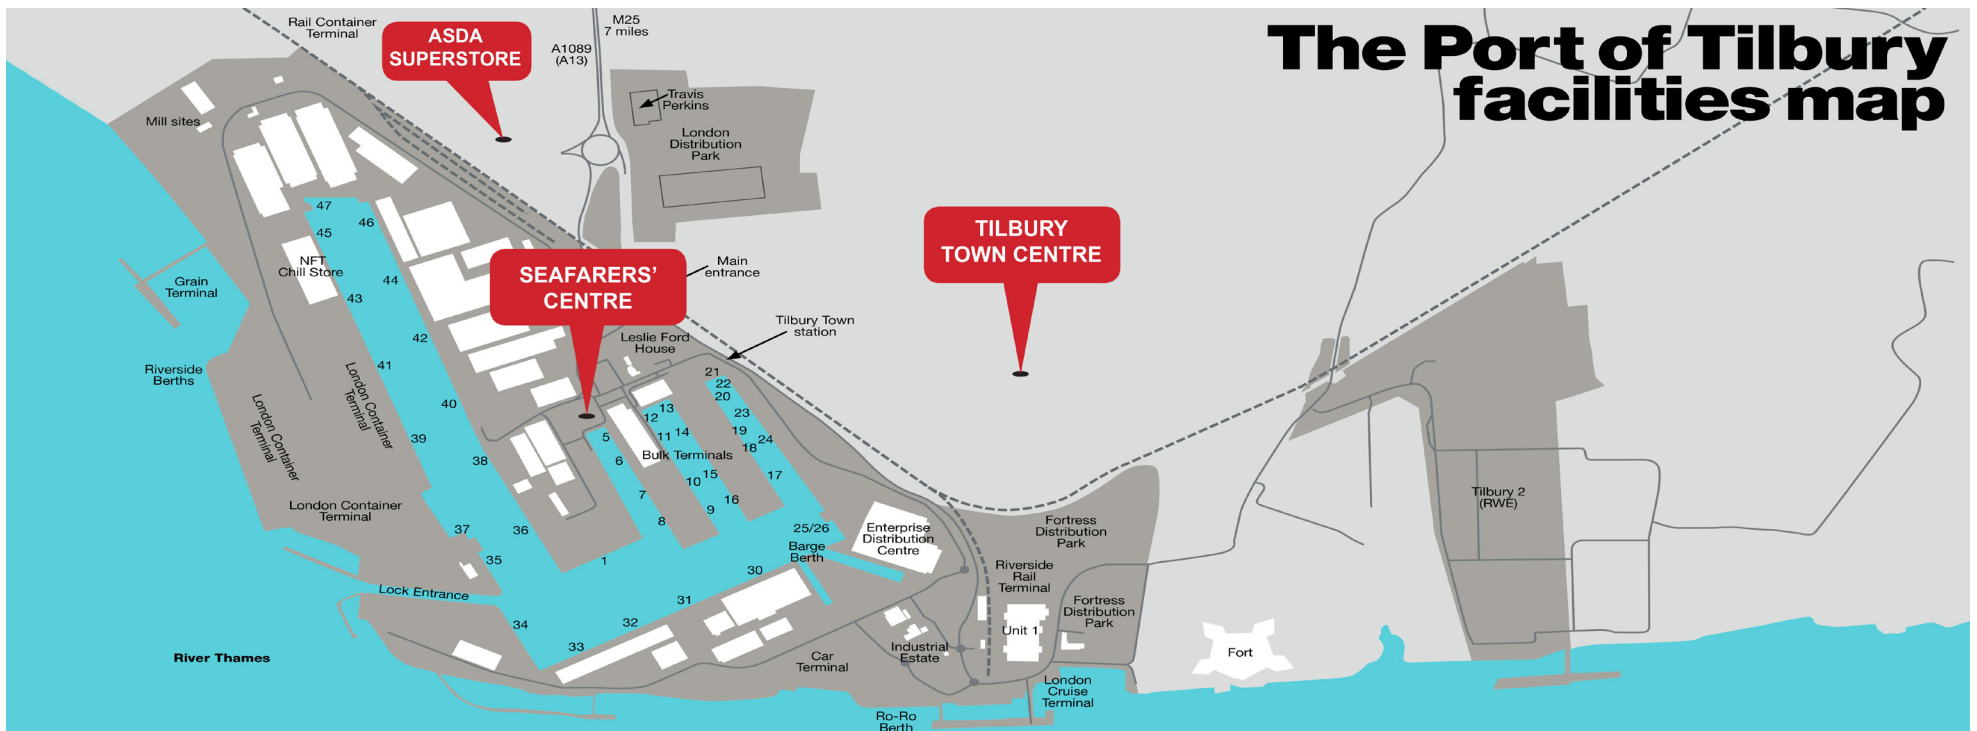 The Port of Tilbury
facilities map
Rail Container
Terminal
ASDA
SUPERSTORE
M25
7 miles
A1089
(A13)
Travis
Perkins
London
Distribution
Park
Mill sites
47
46
45
NFT
Chill Store
44
43
Grain
Terminal
SEAFARERS’
CENTRE
Main
entrance
TILBURY
TOWN CENTRE
Tilbury Town
station
Leslie Ford
House
42
41
Riverside
Berths
London Container
Terminal
London Container
Terminal
40
39
38
21
22
20
23
13
12
19
24
14
11
5
18
Bulk Terminals
6
17
15
10
7
16
9
8
London Container
Terminal
37
36
35
1
25/26
Barge
Berth
Enterprise
Distribution
Centre
Fortress
Distribution
Park
Tilbury 2
(RWE)
Riverside
Rail
Terminal
30
31
32
33
34
Lock Entrance
Fortress
Distribution
Park
Unit 1
Industrial
Estate
Car
Terminal
Fort
River Thames
London
Cruise
Terminal
Ro-Ro
Berth